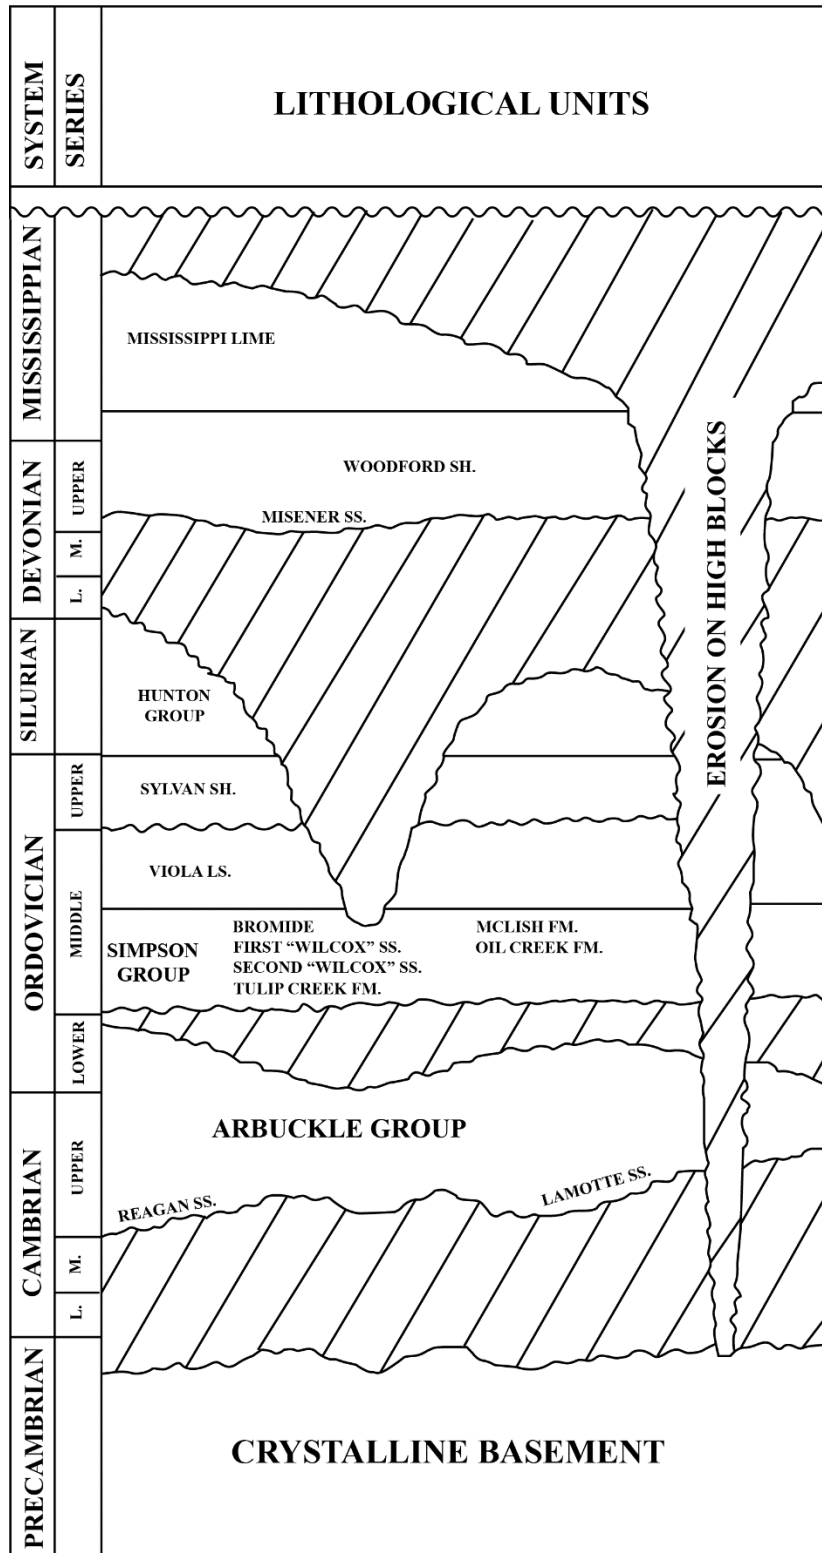 SYSTEM
SERIES
LITHOLOGICAL UNITS
MISSISSIPPIAN
MISSISSIPPI LIME
DEVONIAN
UPPER
M.
L.
WOODFORD SH.
MISENER SS.
EROSION ON HIGH BLOCKS
SILURIAN
HUNTON
GROUP
ORDOVICIAN
UPPER
MIDDLE
LOWER
SYLVAN SH.
VIOLA LS.
SIMPSON
GROUP
BROMIDE
FIRST “WILCOX” SS.
SECOND “WILCOX” SS.
TULIP CREEK FM.
MCLISH FM.
OIL CREEK FM.
CAMBRIAN
UPPER
M.
L.
ARBUCKLE GROUP
REAGAN SS.
LAMOTTE SS.
PRECAMBRIAN
CRYSTALLINE BASEMENT